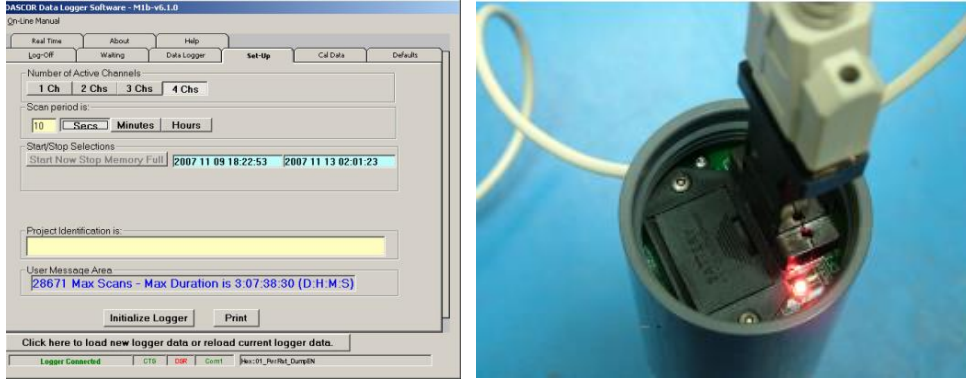 DASCOR Data Logger Software - M1b-v6.1.0
On-Line Manual
Real Time About Help
Log-Off Waiting Data Logger Set-Up Cal Data Defaults
Number of Active Channels
1 Ch 2 Chs 3 Chs 4 Chs
Scan period is:
10 Secs Minutes Hours
Start/Stop Selections
Start Now Stop Memory Full 2007 11 09 18:22:53 2007 11 13 02:01:23
Project Identification is:
User Message Area
28671 Max Scans - Max Duration is 3:07:38:30 (D:H:M:S)
Initialize Logger Print
Click here to load new logger data or reload current logger data.
Logger Connected CTS DSR Com1
BATTERY